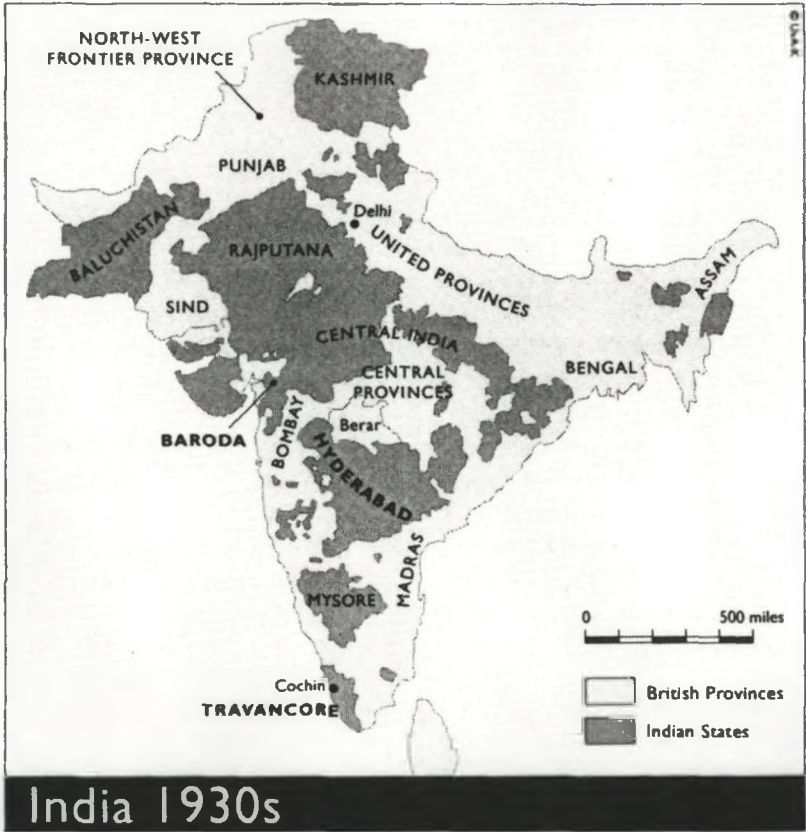 NORTH-WEST
FRONTIER PROVINCE
KASHMIR
PUNJAB
Delhi
BALUCHISTAN
RAJPUTANA
UNITED PROVINCES
ASSAM
SIND
CENTRAL INDIA
CENTRAL
PROVINCES
BENGAL
BARODA
BOMBAY
Berar
HYDERABAD
MADRAS
MYSORE
Cochin
TRAVANCORE
0 500 miles
British Provinces
Indian States
India 1930s